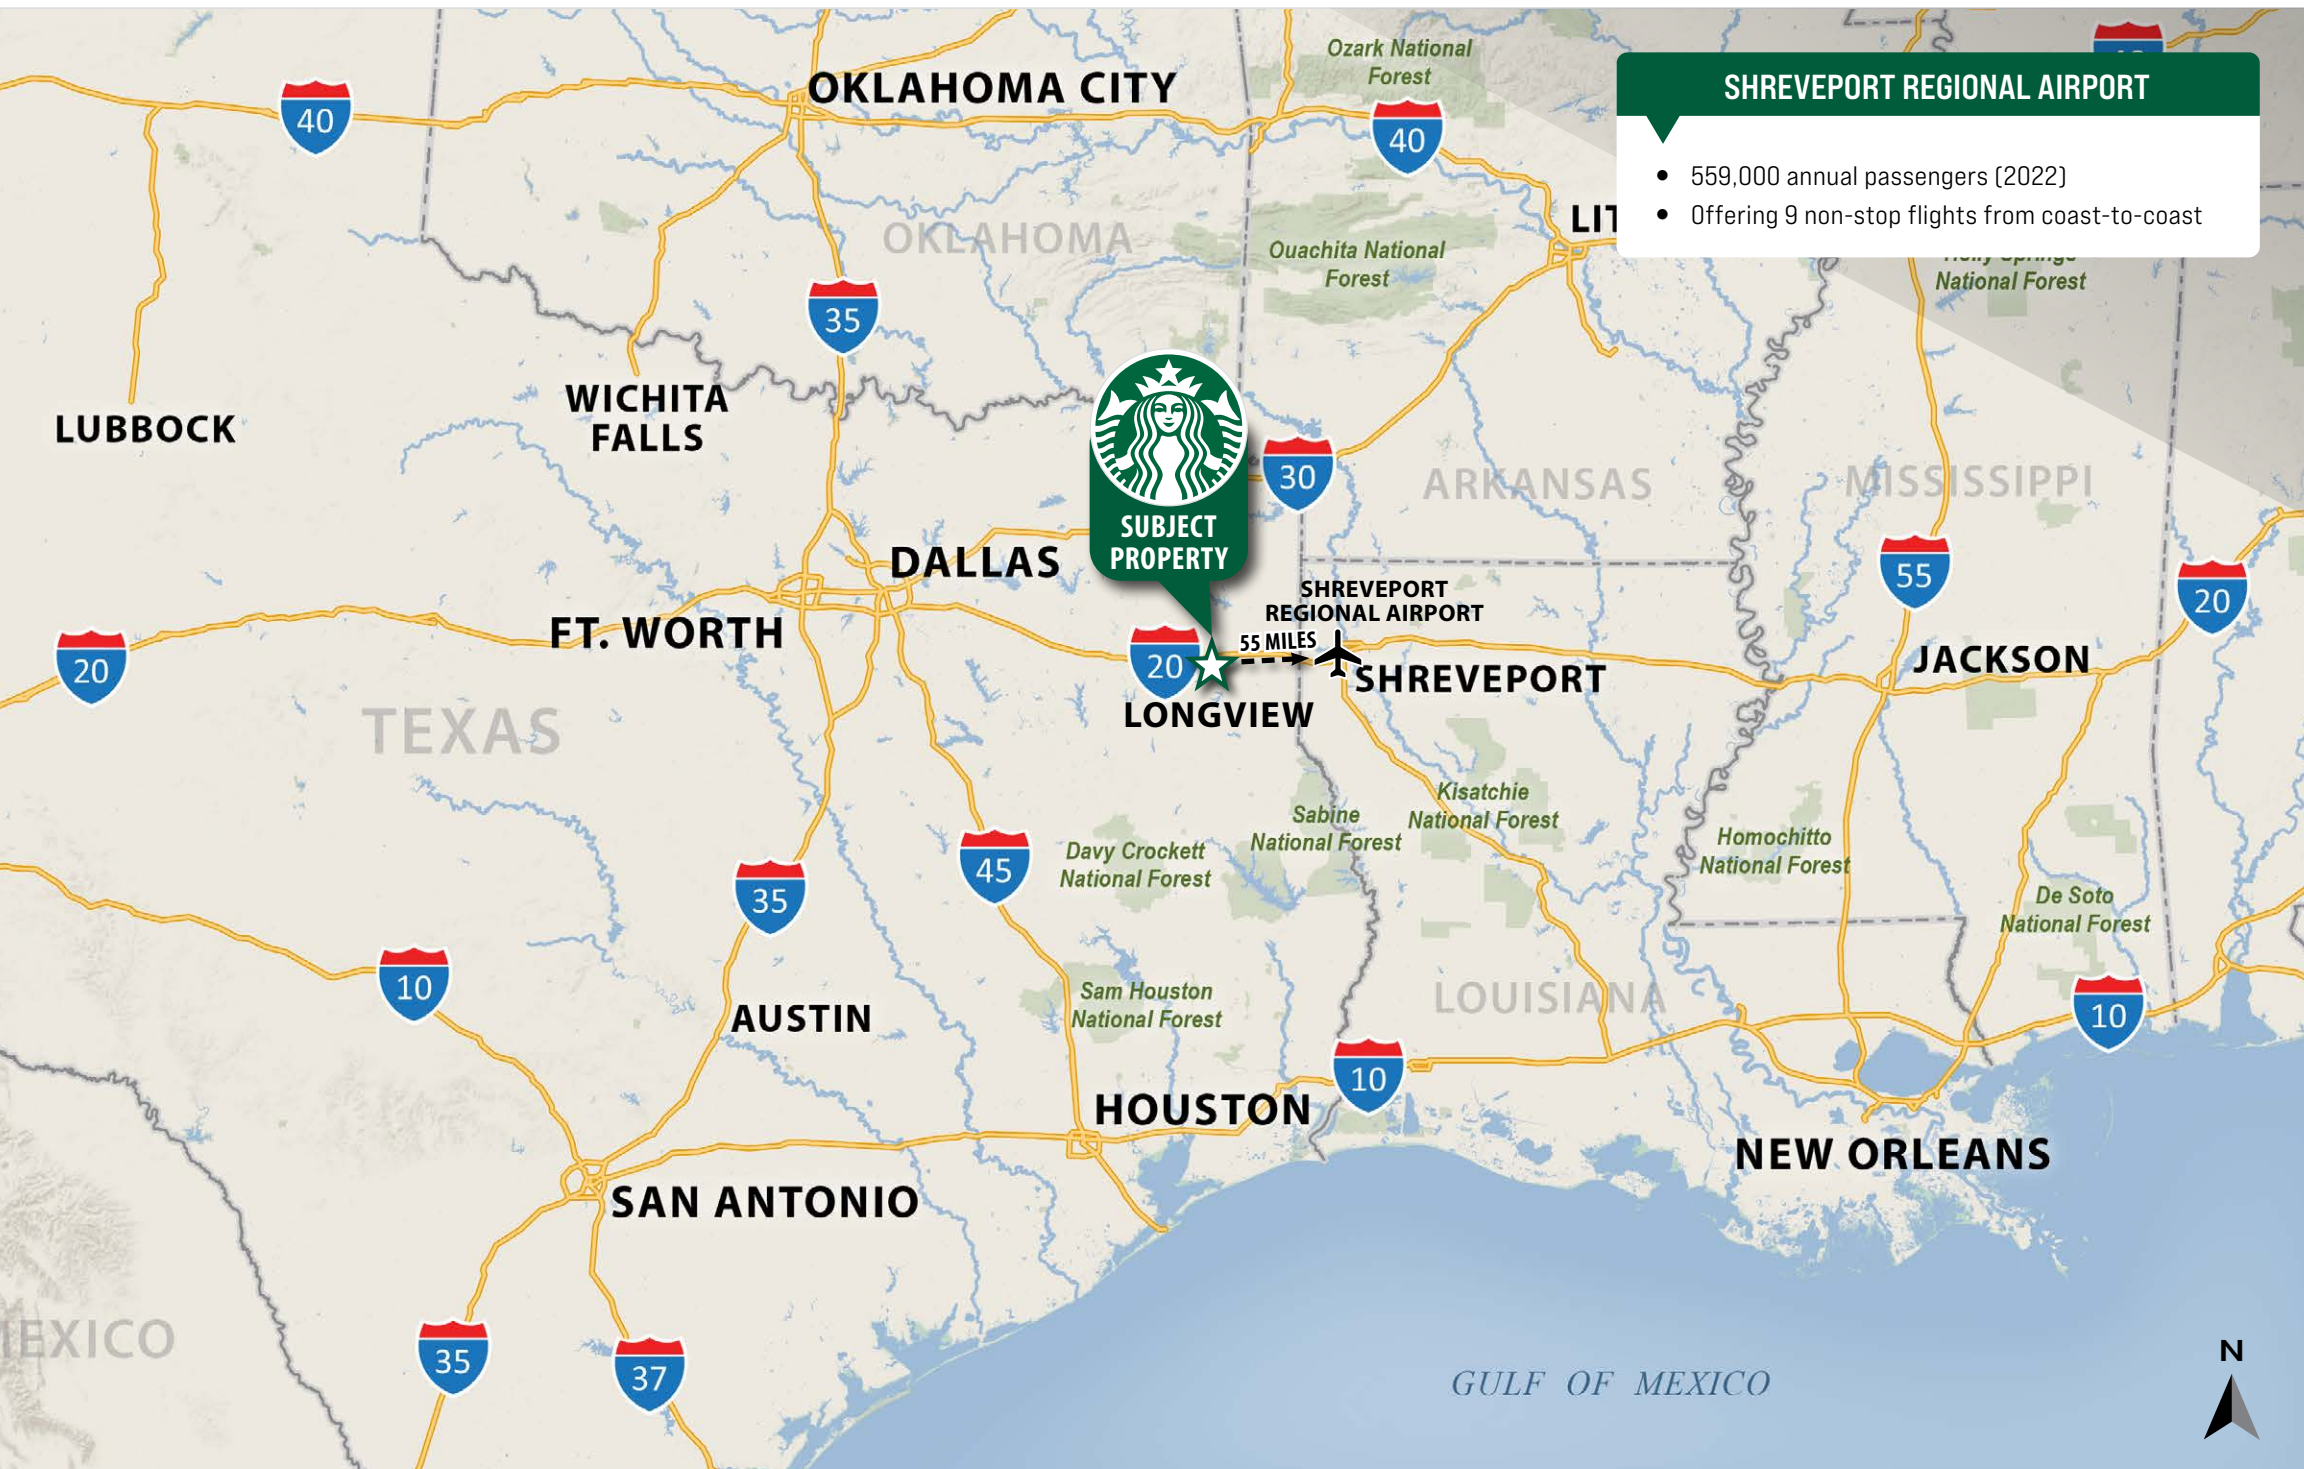 Ozark National
Forest
OKLAHOMA CITY
SHREVEPORT REGIONAL AIRPORT
40
40
• 559,000 annual passengers (2022)
• Offering 9 non-stop flights from coast-to-coast
OKLAHOMA
Ouachita National
Forest
LIT
National Forest
35
WICHITA
FALLS
LUBBOCK
30
ARKANSAS
MISSISSIPPI
SUBJECT
PROPERTY
DALLAS
55
20
SHREVEPORT
REGIONAL AIRPORT
FT. WORTH
55 MILES
20
20
SHREVEPORT
JACKSON
LONGVIEW
TEXAS
Kisatchie
National Forest
Sabine
National Forest
Davy Crockett
National Forest
Homochitto
National Forest
45
35
De Soto
National Forest
10
Sam Houston
National Forest
LOUISIANA
AUSTIN
10
10
HOUSTON
NEW ORLEANS
SAN ANTONIO
EXICO
35
37
GULF OF MEXICO
N